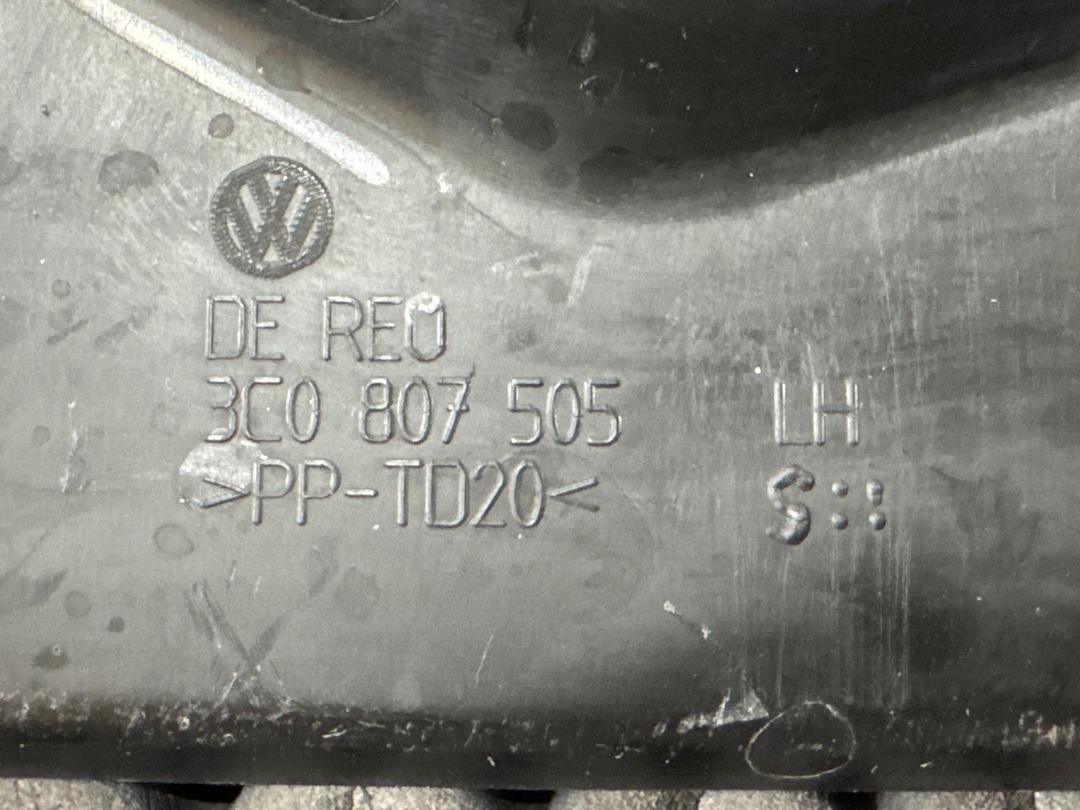 DE REO
3C0 807 505 LH
>PP-TD20< S